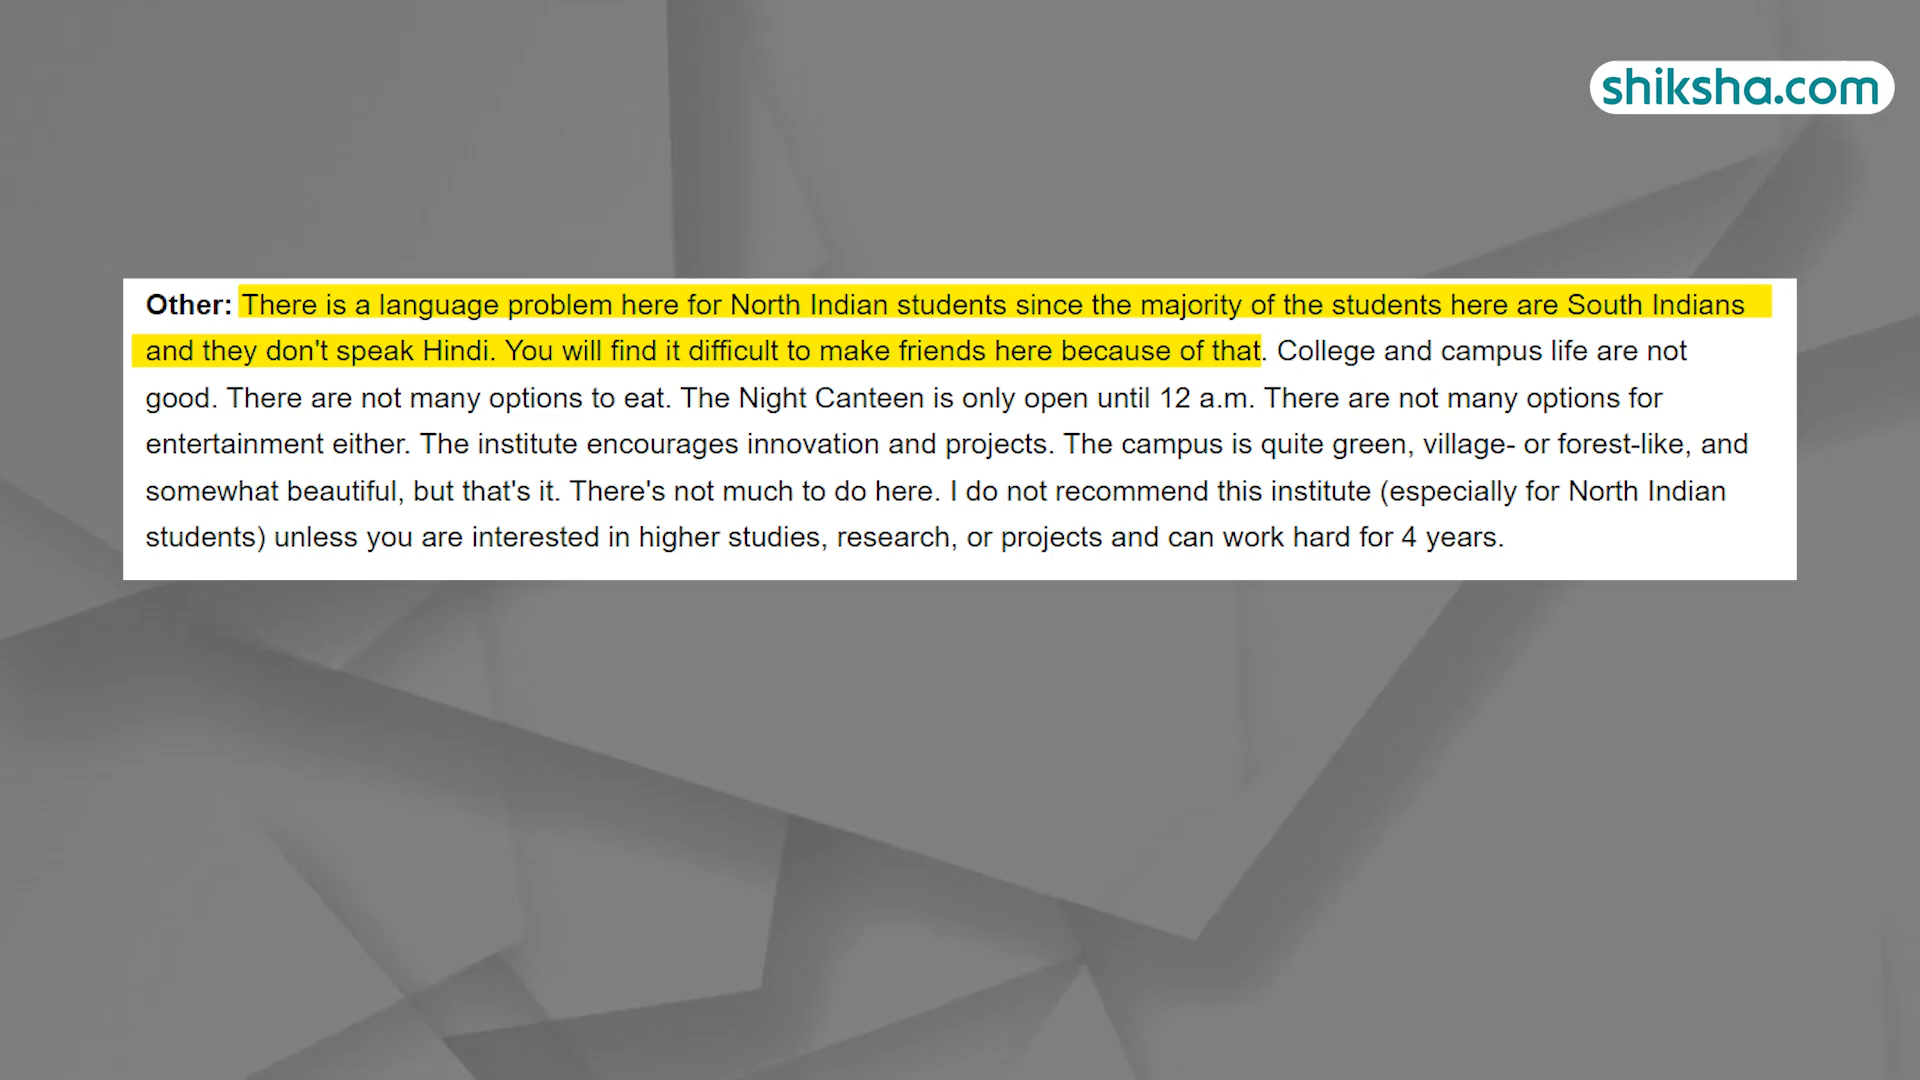 shiksha.com
Other: There is a language problem here for North Indian students since the majority of the students here are South Indians
and they don't speak Hindi. You will find it difficult to make friends here because of that. College and campus life are not
good. There are not many options to eat. The Night Canteen is only open until 12 a.m. There are not many options for
entertainment either. The institute encourages innovation and projects. The campus is quite green, village- or forest-like, and
somewhat beautiful, but that's it. There's not much to do here. I do not recommend this institute (especially for North Indian
students) unless you are interested in higher studies, research, or projects and can work hard for 4 years.